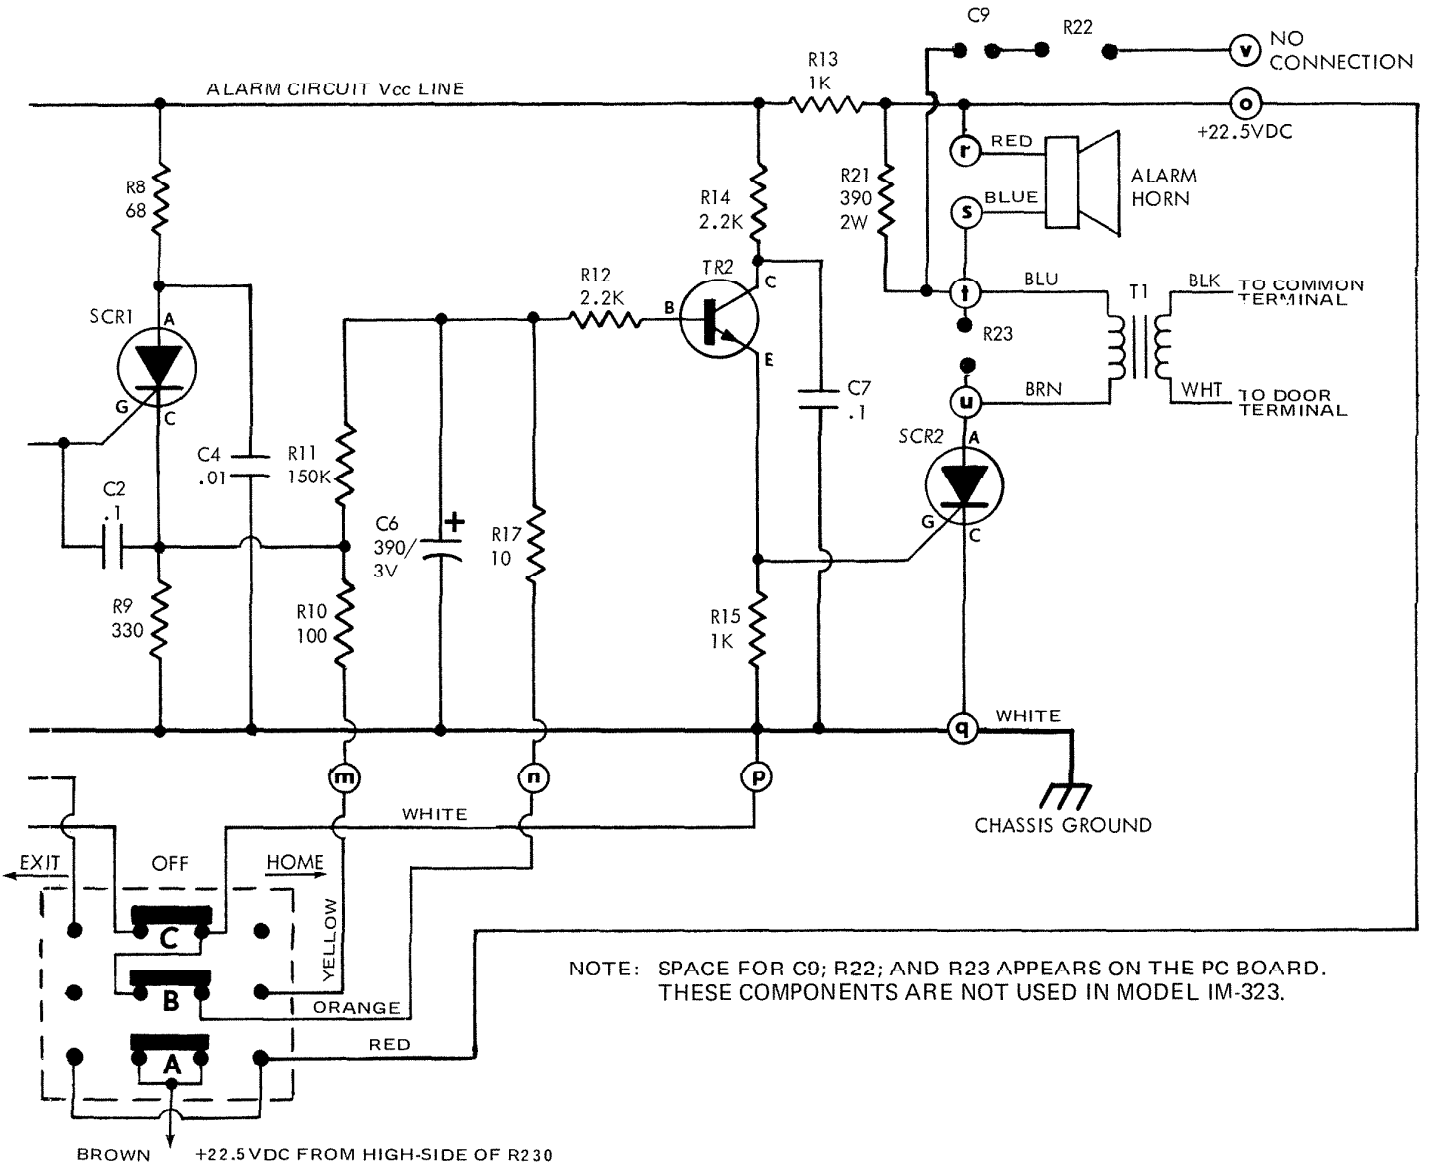 C9
R22
v NO
CONNECTION
R13
1K
ALARM CIRCUIT Vcc LINE
o
+22.5VDC
r RED
ALARM
HORN
s BLUE
R8
68
R14
2.2K
R21
390
2W
TR2
C
B
E
R12
2.2K
t BLU
T1
BLK TO COMMON
TERMINAL
SCR1
A
G
C
R23
u BRN
WHT TO DOOR
TERMINAL
C7
.1
SCR2
A
G
C
C4
.01
R11
150K
C2
.1
C6
390/
3V
+
R17
10
R9
330
R10
100
R15
1K
q WHITE
m
n
p
WHITE
CHASSIS GROUND
EXIT
OFF
HOME
C
YELLOW
B
ORANGE
A
RED
NOTE: SPACE FOR C9; R22; AND R23 APPEARS ON THE PC BOARD.
THESE COMPONENTS ARE NOT USED IN MODEL IM-323.
BROWN +22.5VDC FROM HIGH-SIDE OF R230